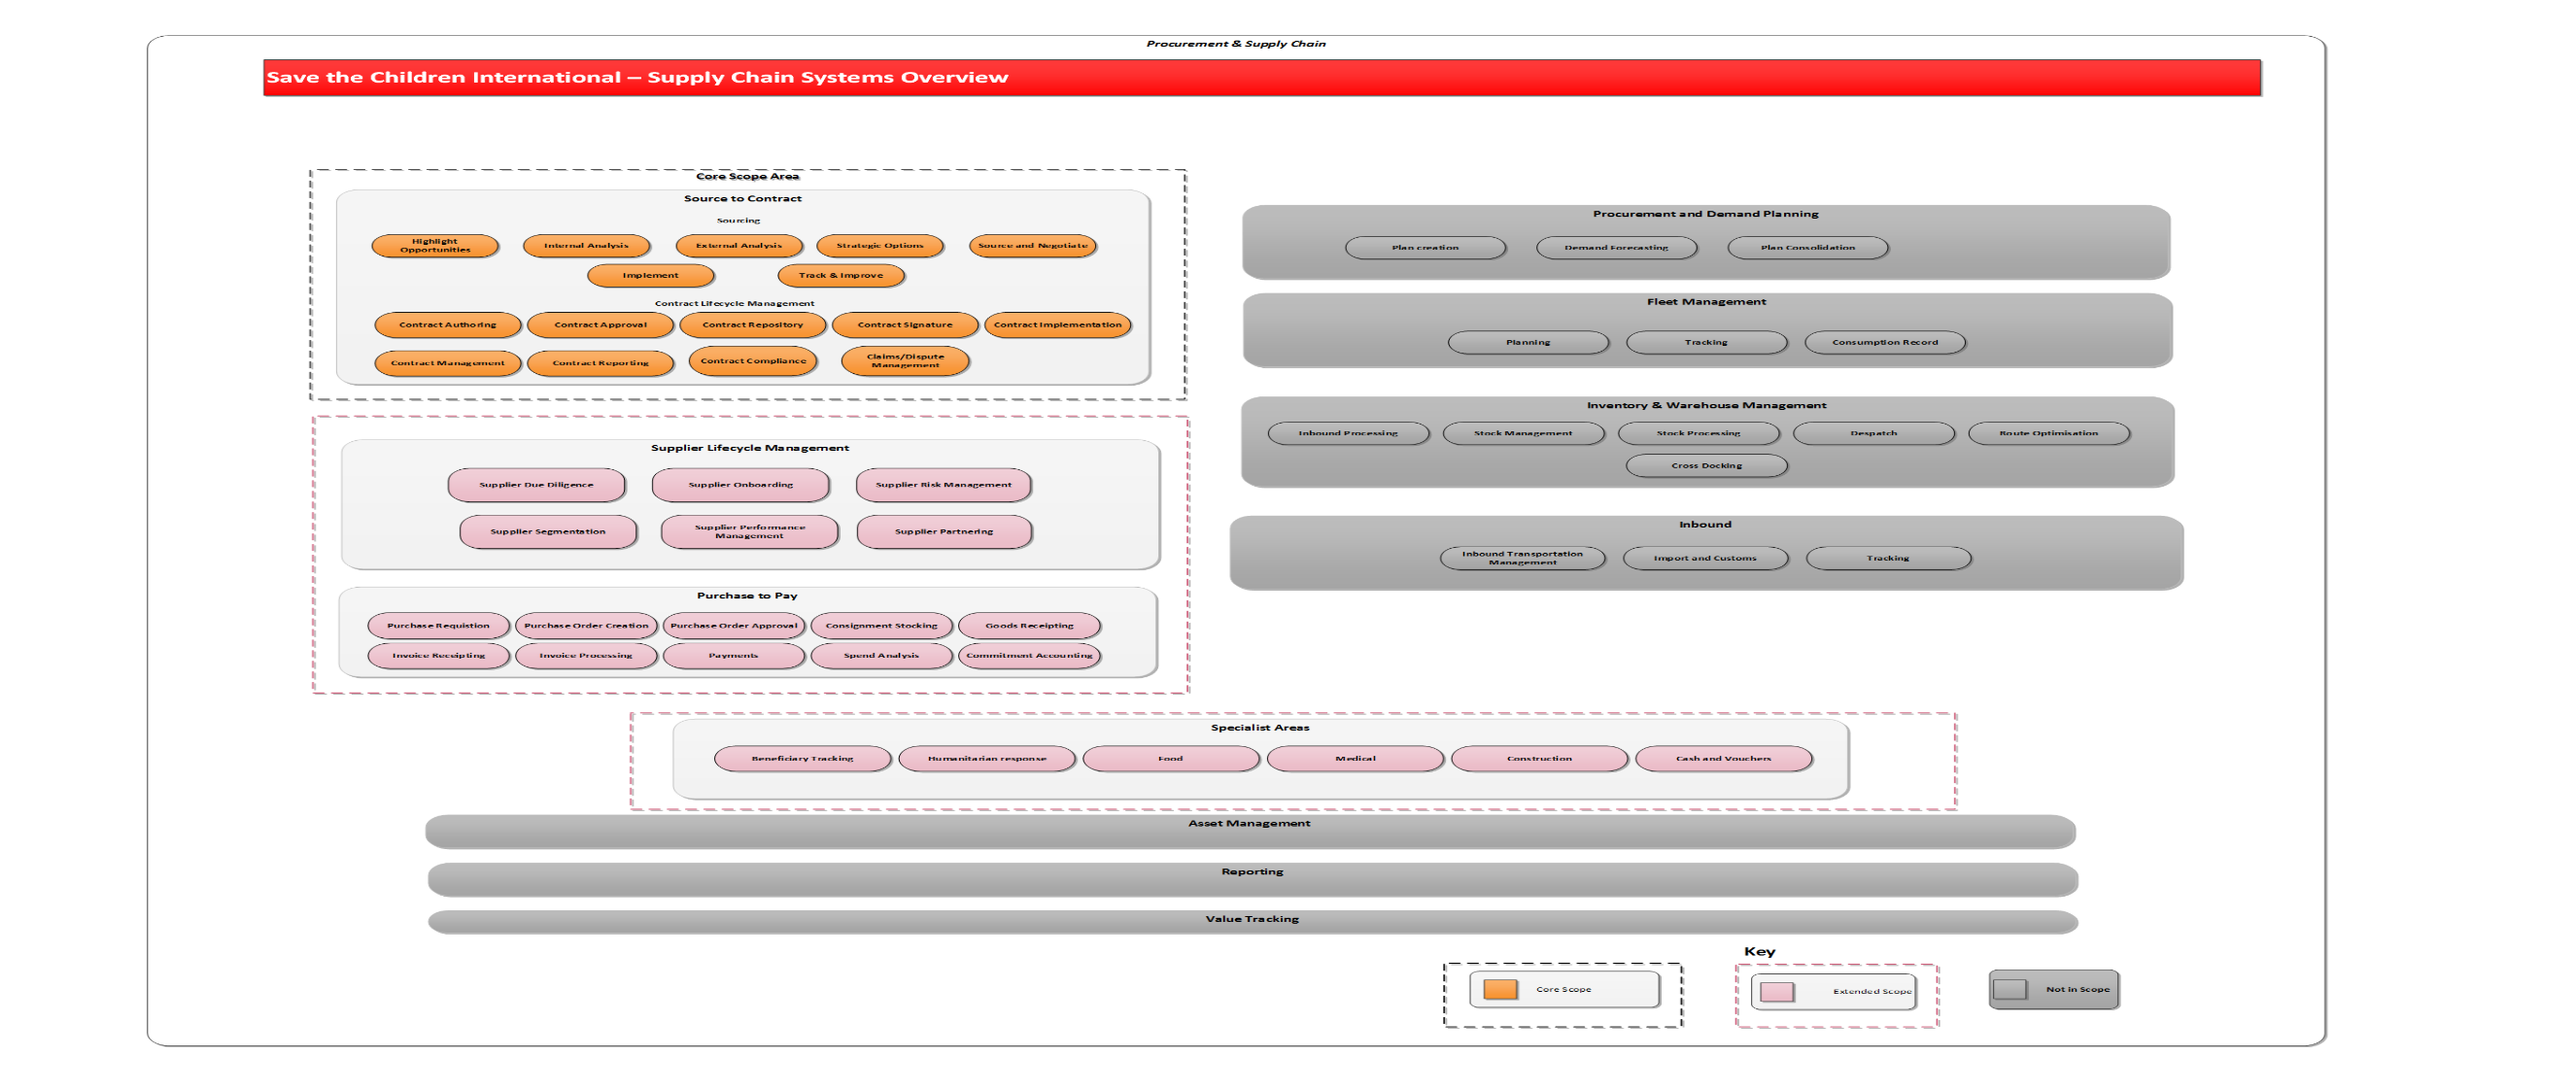 Procurement & Supply Chain
Save the Children International – Supply Chain Systems Overview
Core Scope Area
Source to Contract
Sourcing
Highlight
Opportunities
Internal Analysis
External Analysis
Strategic Options
Source and Negotiate
Implement
Track & Improve
Contract Lifecycle Management
Contract Authoring
Contract Approval
Contract Repository
Contract Signature
Contract Implementation
Contract Management
Contract Reporting
Contract Compliance
Claims/Dispute
Management
Supplier Lifecycle Management
Supplier Due Diligence
Supplier Onboarding
Supplier Risk Management
Supplier Segmentation
Supplier Performance
Management
Supplier Partnering
Purchase to Pay
Purchase Requistion
Purchase Order Creation
Purchase Order Approval
Consignment Stocking
Goods Receipting
Invoice Receipting
Invoice Processing
Payments
Spend Analysis
Commitment Accounting
Procurement and Demand Planning
Plan creation
Demand Forecasting
Plan Consolidation
Fleet Management
Planning
Tracking
Consumption Record
Inventory & Warehouse Management
Inbound Processing
Stock Management
Stock Processing
Despatch
Route Optimisation
Cross Docking
Inbound
Inbound Transportation
Management
Import and Customs
Tracking
Specialist Areas
Beneficiary Tracking
Humanitarian response
Food
Medical
Construction
Cash and Vouchers
Asset Management
Reporting
Value Tracking
Key
Core Scope
Extended Scope
Not in Scope